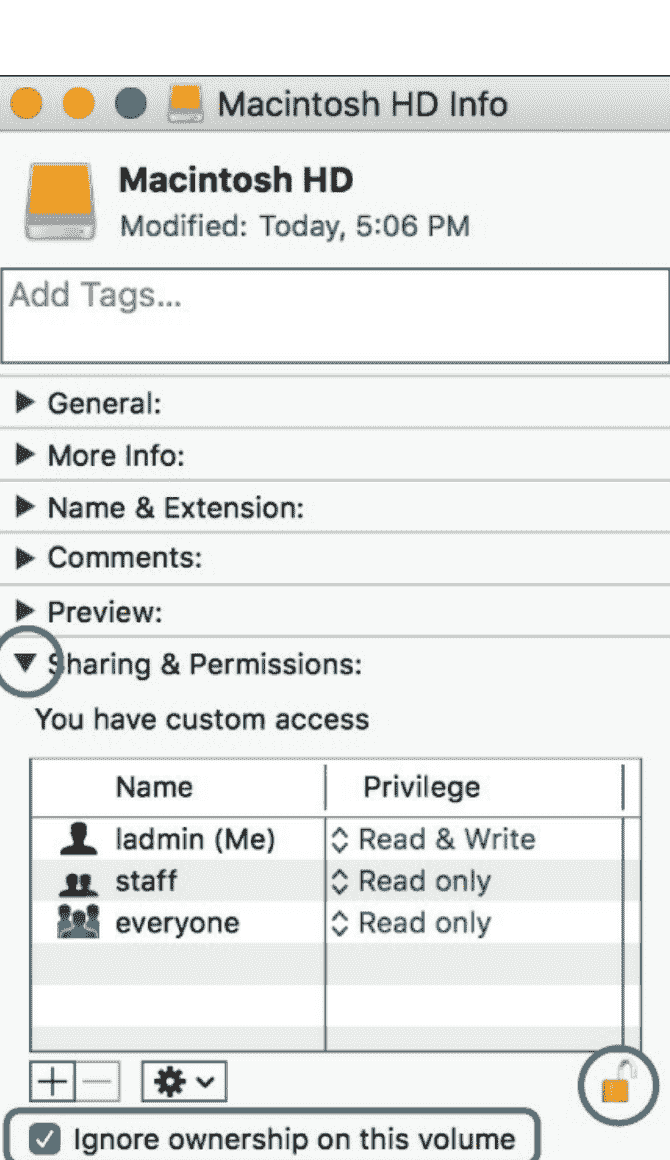 Macintosh HD Info
Macintosh HD
Modified: Today, 5:06 PM
Add Tags...
General:
More Info:
Name & Extension:
Comments:
Preview:
Sharing & Permissions:
You have custom access
Name Privilege
ladmin (Me) Read & Write
staff Read only
everyone Read only
Ignore ownership on this volume